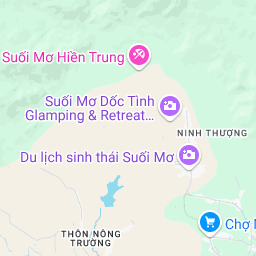 Suối Mơ Hiền Trung
Suối Mơ Dốc Tình
Glamping & Retreat...
NINH THƯỢNG
Du lịch sinh thái Suối Mơ
Chợ
THÔN NÔNG
TRƯỜNG